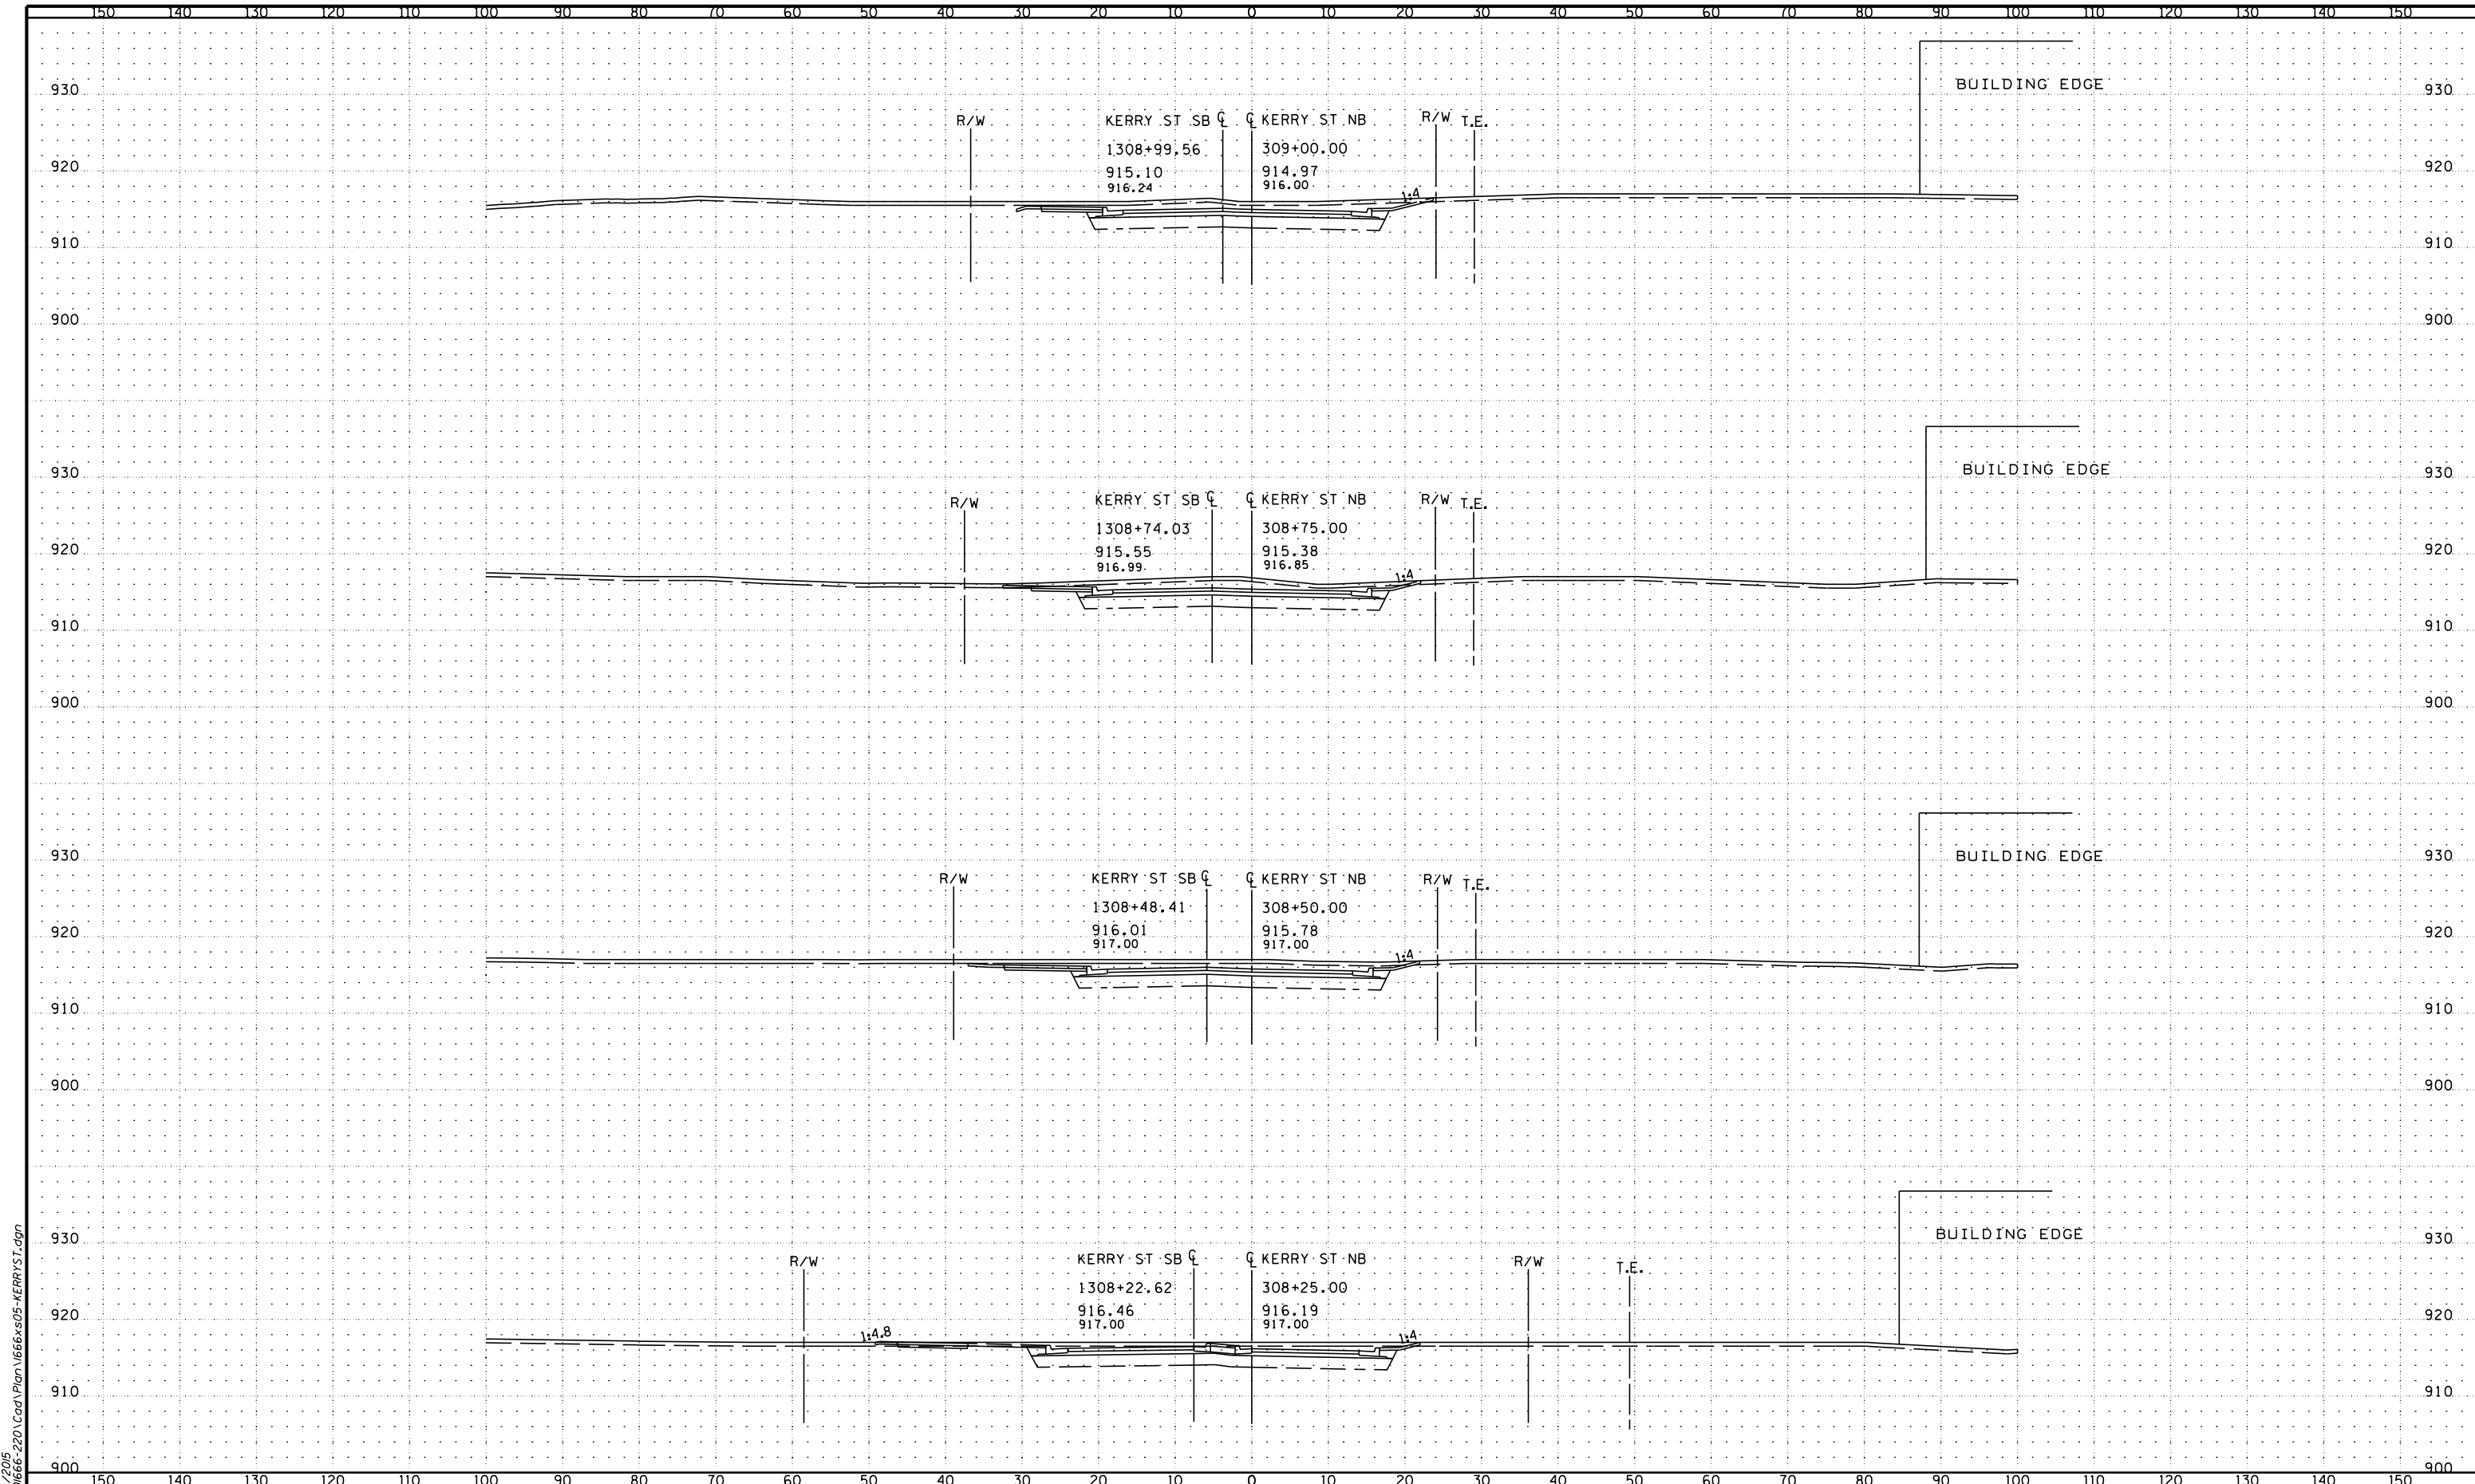 150 140 130 120 110 100 90 80 70 60 50 40 30 20 10 0 10 20 30 40 50 60 70 80 90 100 110 120 130 140 150
930 BUILDING EDGE 930
R/W KERRY ST SB ℄ ℄ KERRY ST NB R/W T.E.
1308+99.56 309+00.00
920 915.10 914.97 920
916.24 916.00
1:4
910 910
900 900
930 BUILDING EDGE 930
R/W KERRY ST SB ℄ ℄ KERRY ST NB R/W T.E.
1308+74.03 308+75.00
920 915.55 915.38 920
916.99 916.85
1:4
910 910
900 900
930 BUILDING EDGE 930
R/W KERRY ST SB ℄ ℄ KERRY ST NB R/W T.E.
1308+48.41 308+50.00
920 916.01 915.78 920
917.00 917.00
1:4
910 910
900 900
930 BUILDING EDGE 930
R/W KERRY ST SB ℄ ℄ KERRY ST NB R/W T.E.
1308+22.62 308+25.00
920 916.46 916.19 920
917.00 917.00
1:4.8 1:4
910 910
900 900
150 140 130 120 110 100 90 80 70 60 50 40 30 20 10 0 10 20 30 40 50 60 70 80 90 100 110 120 130 140 150
/2015
1666-220\Cad\Plan\1666xs05-KERRYST.dgn